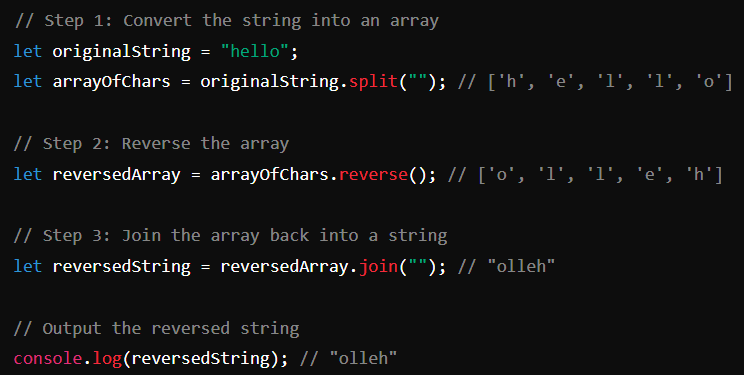 // Step 1: Convert the string into an array
let originalString = "hello";
let arrayOfChars = originalString.split(""); // ['h', 'e', 'l', 'l', 'o']
// Step 2: Reverse the array
let reversedArray = arrayOfChars.reverse(); // ['o', 'l', 'l', 'e', 'h']
// Step 3: Join the array back into a string
let reversedString = reversedArray.join(""); // "olleh"
// Output the reversed string
console.log(reversedString); // "olleh"